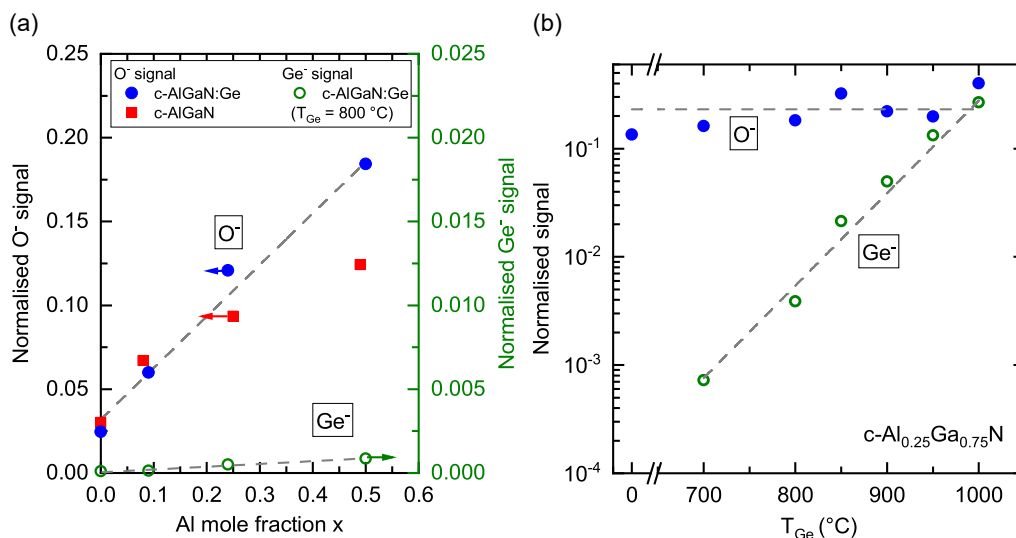 (a)
0.25
0.20
0.15
0.10
0.05
0.00
Normalised O⁻ signal
O⁻ signal
c-AlGaN:Ge
c-AlGaN
Ge⁻ signal
c-AlGaN:Ge
(T_Ge = 800 °C)
O⁻
Ge⁻
0.0 0.1 0.2 0.3 0.4 0.5 0.6
Al mole fraction x
0.025
0.020
0.015
0.010
0.005
0.000
Normalised Ge⁻ signal
(b)
10⁻¹
10⁻²
10⁻³
10⁻⁴
Normalised signal
O⁻
Ge⁻
c-Al₀.₂₅Ga₀.₇₅N
0 700 800 900 1000
T_Ge (°C)